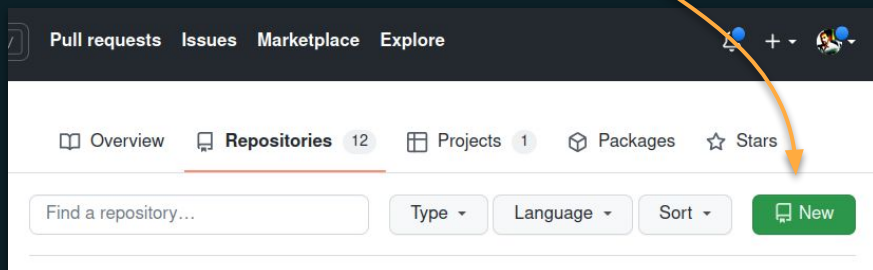 / Pull requests Issues Marketplace Explore
Overview Repositories 12 Projects 1 Packages Stars
Find a repository… Type Language Sort New